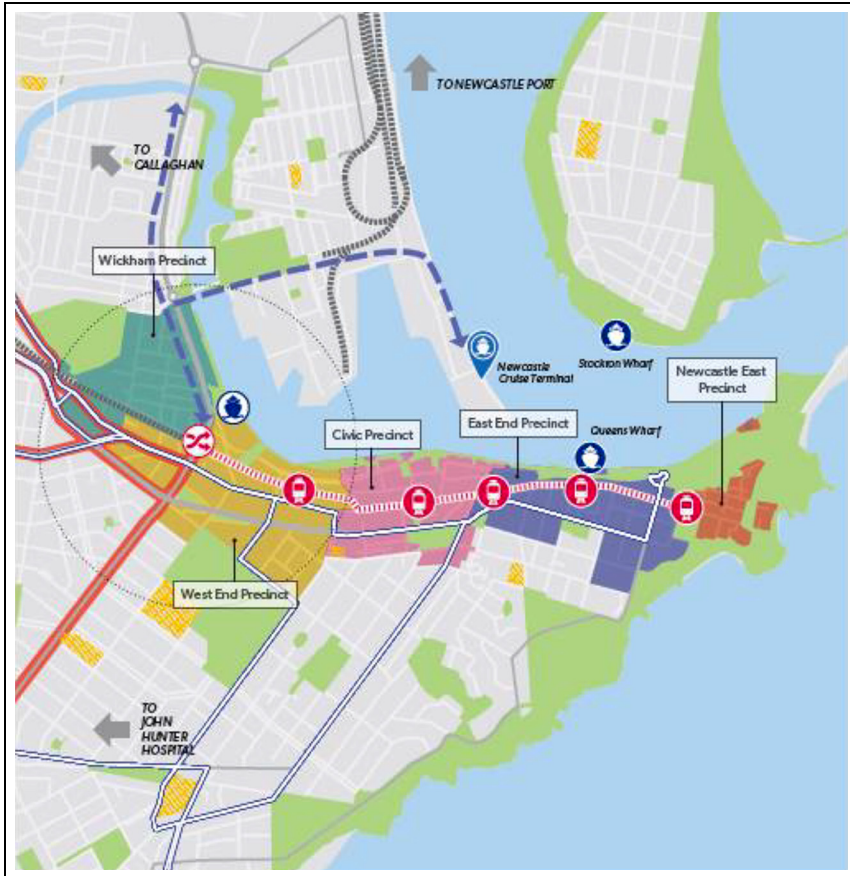 TO NEWCASTLE PORT
TO
CALLAGHAN
Wickham Precinct
Newcastle
Cruise Terminal
Stockton Wharf
Newcastle East
Precinct
Civic Precinct
East End Precinct
Queens Wharf
West End Precinct
TO
JOHN
HUNTER
HOSPITAL